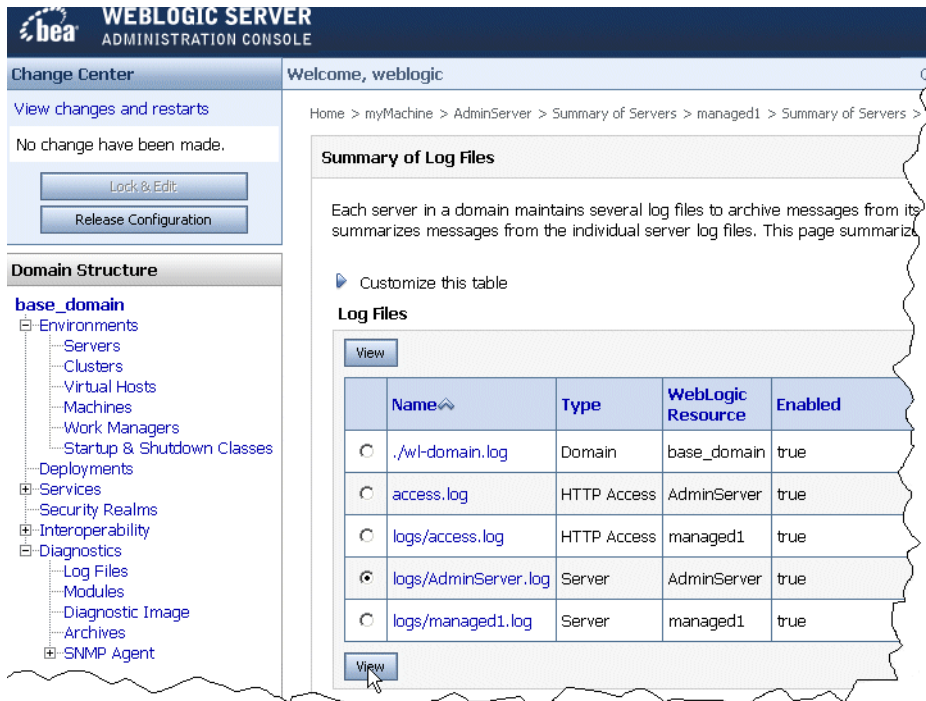 bea
WEBLOGIC SERVER
ADMINISTRATION CONSOLE
Change Center
View changes and restarts
No change have been made.
Lock & Edit
Release Configuration
Domain Structure
base_domain
Environments
Servers
Clusters
Virtual Hosts
Machines
Work Managers
Startup & Shutdown Classes
Deployments
Services
Security Realms
Interoperability
Diagnostics
Log Files
Modules
Diagnostic Image
Archives
SNMP Agent
Welcome, weblogic
Home > myMachine > AdminServer > Summary of Servers > managed1 > Summary of Servers >
Summary of Log Files
Each server in a domain maintains several log files to archive messages from its
summarizes messages from the individual server log files. This page
Customize this table
Log Files
View
Name Type WebLogic Resource Enabled
./wl-domain.log Domain base_domain true
access.log HTTP Access AdminServer true
logs/access.log HTTP Access managed1 true
logs/AdminServer.log Server AdminServer true
logs/managed1.log Server managed1 true
View